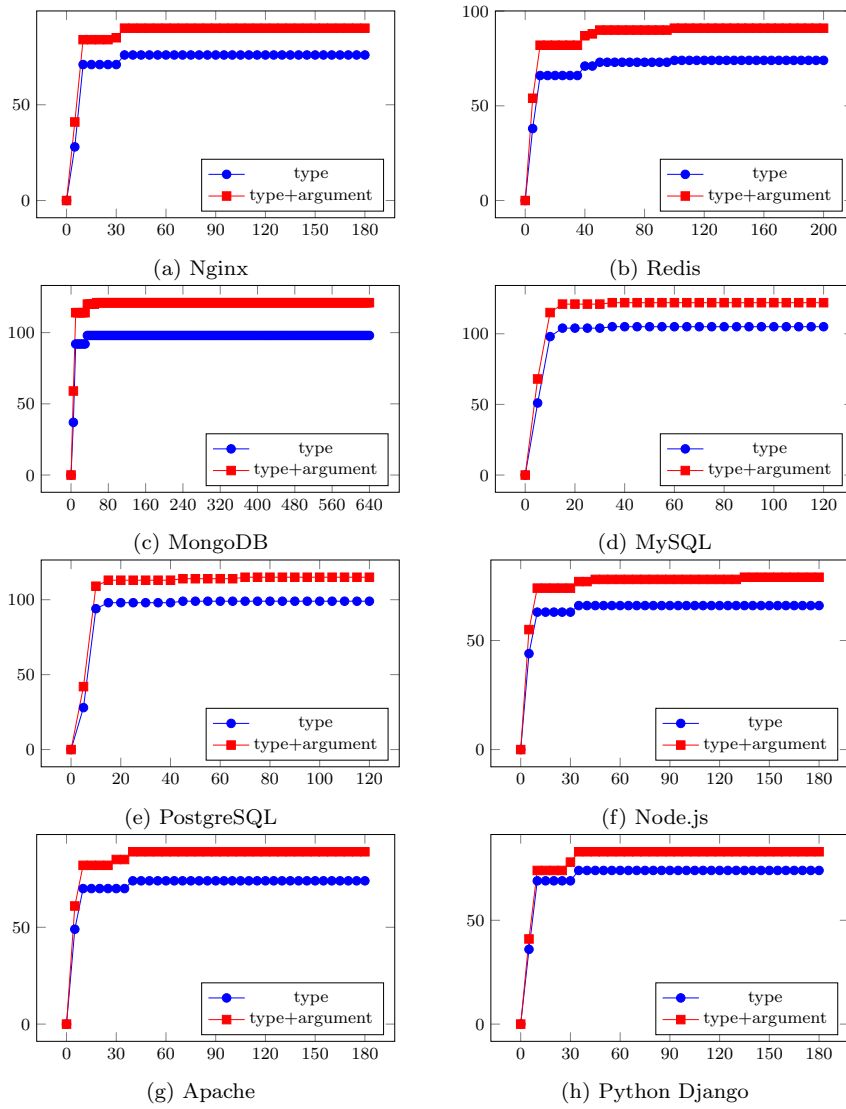 50
0
type
type+argument
0 30 60 90 120 150 180
(a) Nginx
100
50
0
type
type+argument
0 40 80 120 160 200
(b) Redis
100
50
0
type
type+argument
0 80 160 240 320 400 480 560 640
(c) MongoDB
100
50
0
type
type+argument
0 20 40 60 80 100 120
(d) MySQL
100
50
0
type
type+argument
0 20 40 60 80 100 120
(e) PostgreSQL
50
0
type
type+argument
0 30 60 90 120 150 180
(f) Node.js
50
0
type
type+argument
0 30 60 90 120 150 180
(g) Apache
50
0
type
type+argument
0 30 60 90 120 150 180
(h) Python Django